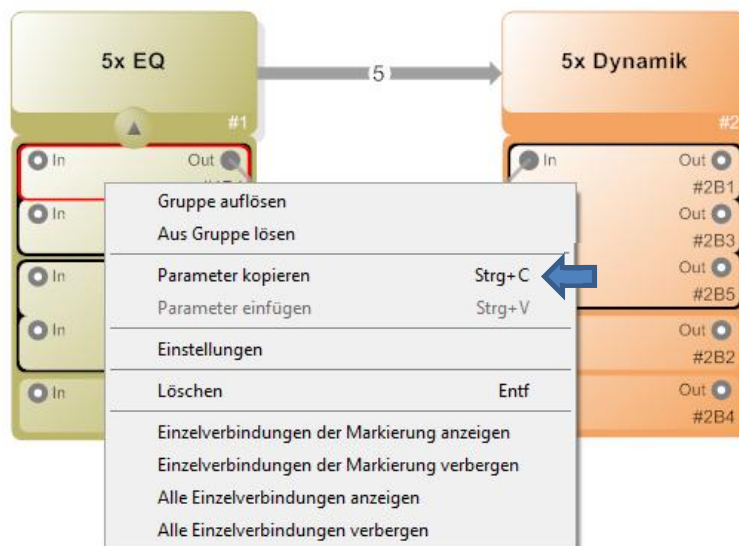 5x EQ
5
5x Dynamik
#1
#2
In Out
In Out
#2B1
In
Out
#2B3
In
Out
#2B5
In
Out
#2B2
In
Out
#2B4
Gruppe auflösen
Aus Gruppe lösen
Parameter kopieren Strg+C
Parameter einfügen Strg+V
Einstellungen
Löschen Entf
Einzelverbindungen der Markierung anzeigen
Einzelverbindungen der Markierung verbergen
Alle Einzelverbindungen anzeigen
Alle Einzelverbindungen verbergen